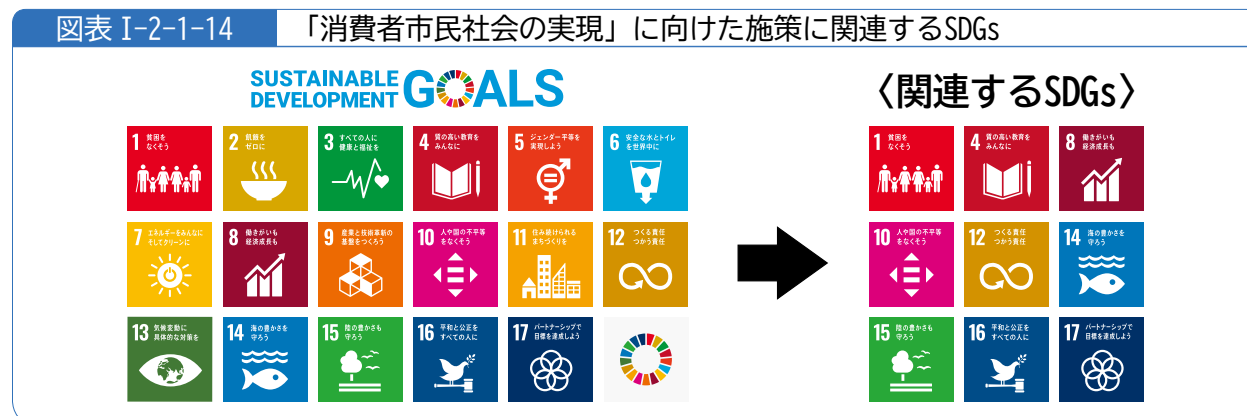 図表 I-2-1-14
「消費者市民社会の実現」に向けた施策に関連するSDGs
SUSTAINABLE
DEVELOPMENT
GOALS
1 貧困を
なくそう
2 飢餓を
ゼロに
3 すべての人に
健康と福祉を
4 質の高い教育を
みんなに
5 ジェンダー平等を
実現しよう
6 安全な水とトイレ
を世界中に
7 エネルギーをみんなに
そしてクリーンに
8 働きがいも
経済成長も
9 産業と技術革新の
基盤をつくろう
10 人や国の不平等
をなくそう
11 住み続けられる
まちづくりを
12 つくる責任
つかう責任
13 気候変動に
具体的な対策を
14 海の豊かさを
守ろう
15 陸の豊かさも
守ろう
16 平和と公正を
すべての人に
17 パートナーシップで
目標を達成しよう
〈関連するSDGs〉
1 貧困を
なくそう
4 質の高い教育を
みんなに
8 働きがいも
経済成長も
10 人や国の不平等
をなくそう
12 つくる責任
つかう責任
14 海の豊かさを
守ろう
15 陸の豊かさも
守ろう
16 平和と公正を
すべての人に
17 パートナーシップで
目標を達成しよう